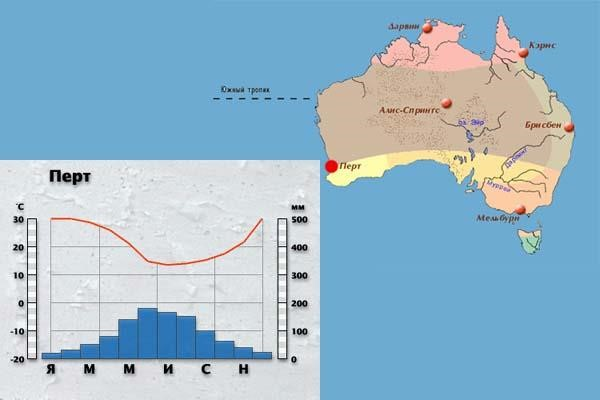 Дарвин
Кэрнс
Южный тропик
Алис-Спрингс
оз. Эйр
Брисбен
Дарлинг
Перт
Муррей
Мельбурн
Перт
°C мм
30 500
20 400
10 300
0 200
-10 100
-20 0
Я М М И С Н